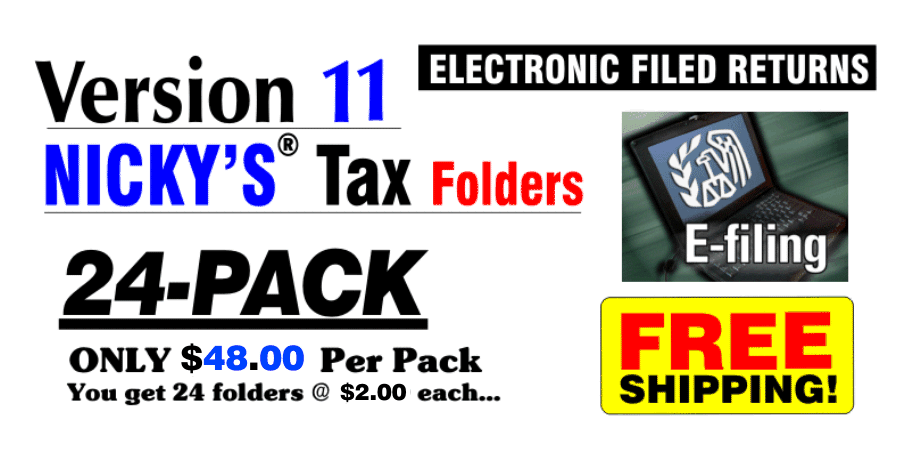 Version 11
ELECTRONIC FILED RETURNS
NICKY'S® Tax Folders
E-filing
24-PACK
ONLY $48.00 Per Pack
You get 24 folders @ $2.00 each...
FREE
SHIPPING!